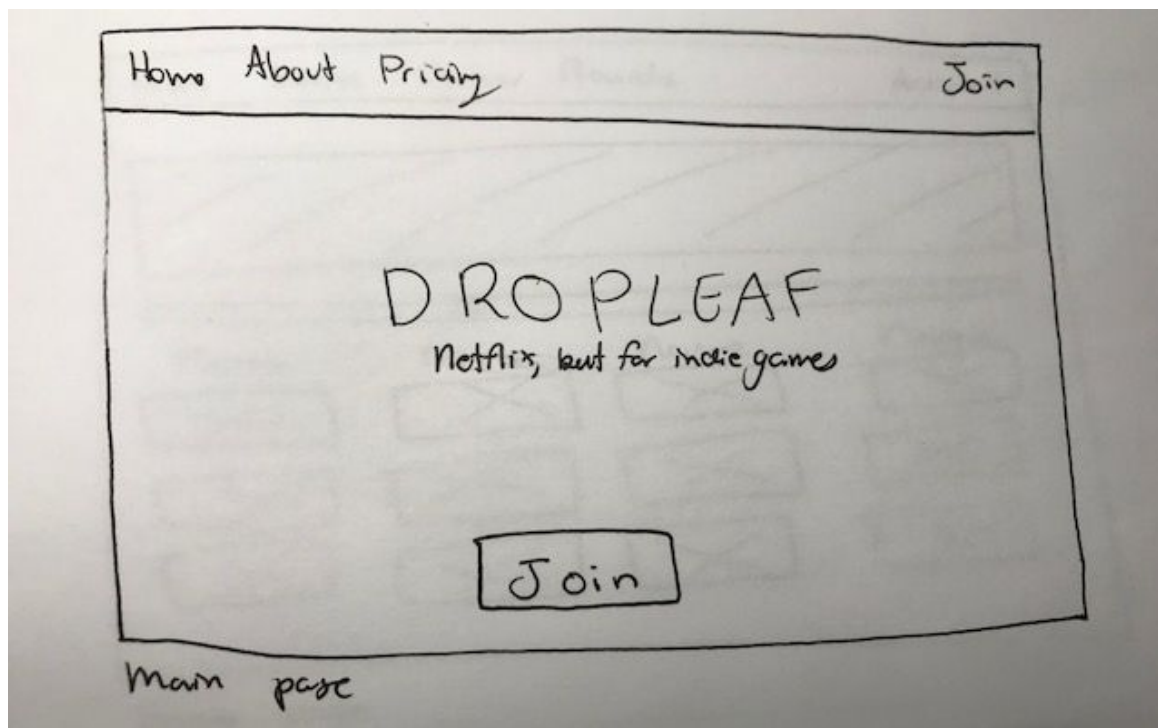 Home About Pricing Join
DROPLEAF
Netflix, but for indie games
Join
Main page